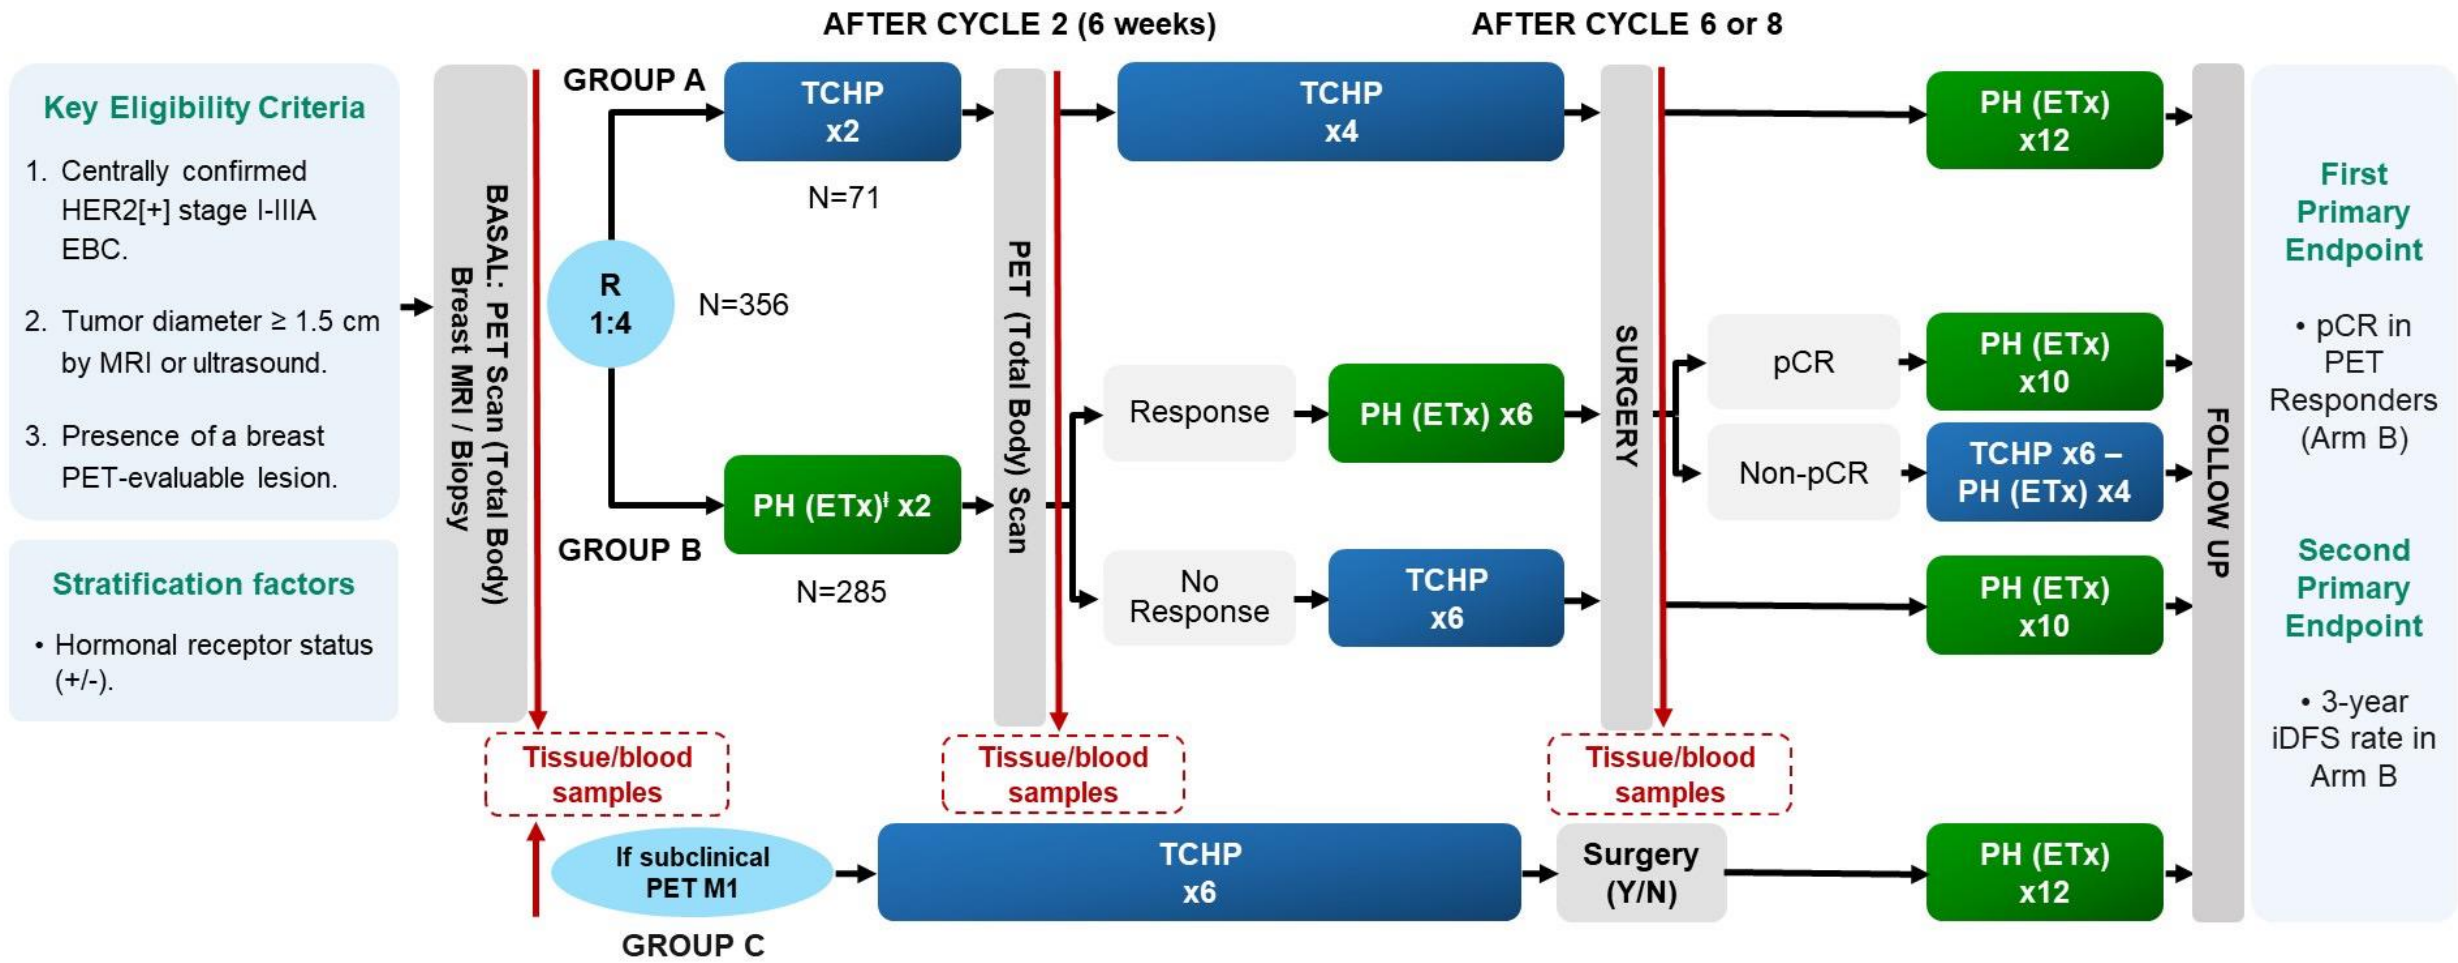 AFTER CYCLE 2 (6 weeks)
AFTER CYCLE 6 or 8
Key Eligibility Criteria
1. Centrally confirmed
HER2[+] stage I-IIIA
EBC.
2. Tumor diameter ≥ 1.5 cm
by MRI or ultrasound.
3. Presence of a breast
PET-evaluable lesion.
Stratification factors
• Hormonal receptor status
(+/-).
BASAL: PET Scan (Total Body)
Breast MRI / Biopsy
GROUP A
R
1:4
N=356
GROUP B
TCHP
x2
N=71
PH (ETx)ǂ x2
N=285
PET (Total Body) Scan
TCHP
x4
Response
PH (ETx) x6
No
Response
TCHP
x6
SURGERY
pCR
Non-pCR
PH (ETx)
x12
PH (ETx)
x10
TCHP x6 –
PH (ETx) x4
PH (ETx)
x10
FOLLOW UP
First
Primary
Endpoint
• pCR in
PET
Responders
(Arm B)
Second
Primary
Endpoint
• 3-year
iDFS rate in
Arm B
Tissue/blood
samples
Tissue/blood
samples
Tissue/blood
samples
If subclinical
PET M1
GROUP C
TCHP
x6
Surgery
(Y/N)
PH (ETx)
x12